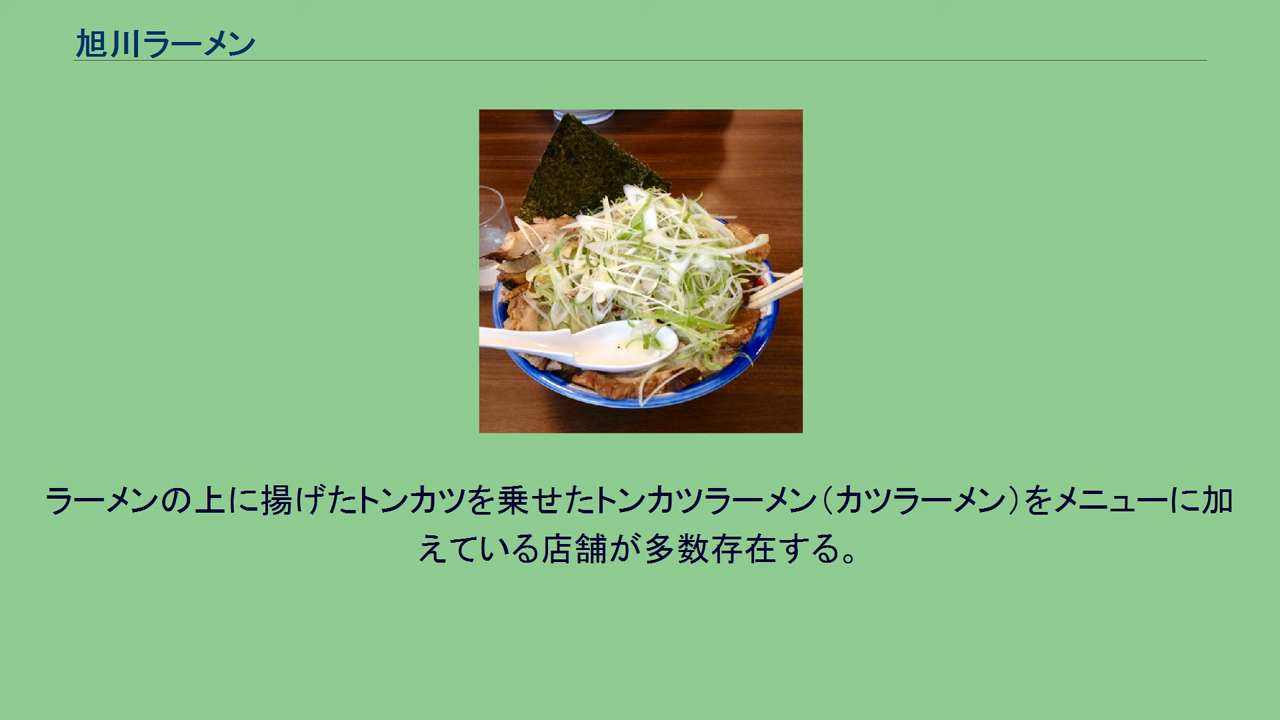 旭川ラーメン
ラーメンの上に揚げたトンカツを乗せたトンカツラーメン（カツラーメン）をメニューに加
えている店舗が多数存在する。